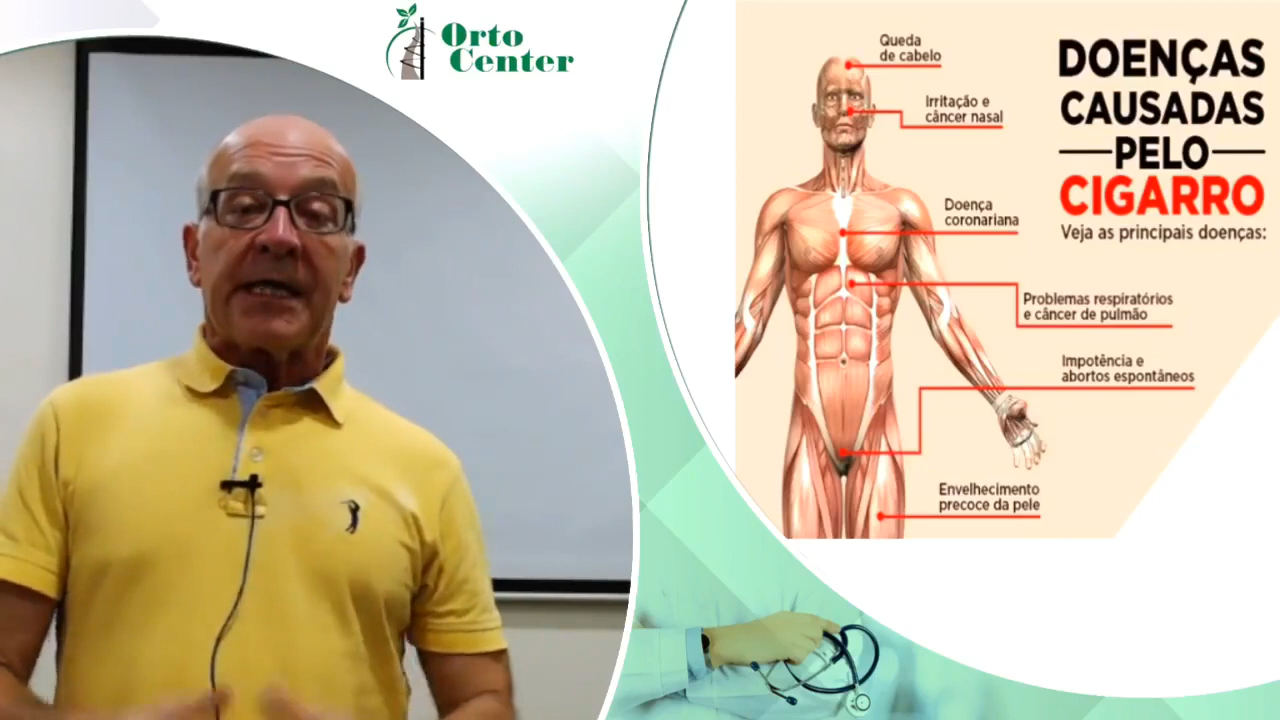 Orto
Center
DOENÇAS
CAUSADAS
PELO
CIGARRO
Veja as principais doenças:
Queda
de cabelo
Irritação e
câncer nasal
Doença
coronariana
Problemas respiratórios
e câncer de pulmão
Impotência e
abortos espontâneos
Envelhecimento
precoce da pele